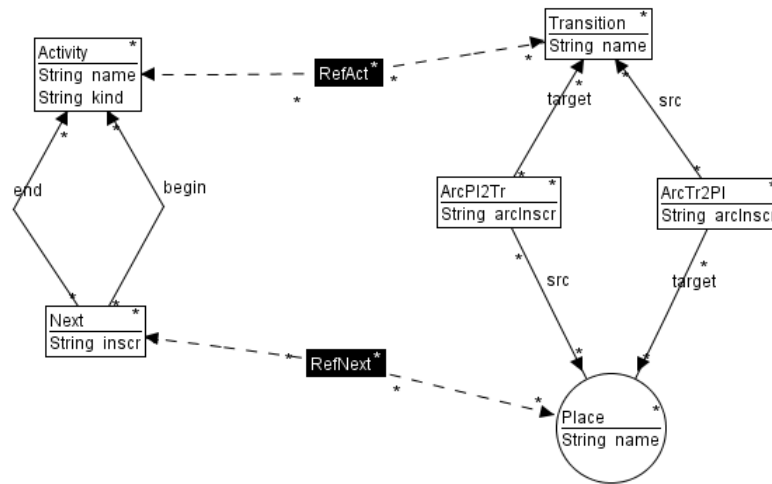 Activity *
String name
String kind
RefAct *
Transition *
String name
*
*
*
*
*
*
target
*
*
src
end
begin
*
*
ArcPl2Tr *
String arcInscr
ArcTr2Pl *
String arcInscr
*
*
src
target
*
*
Next *
String inscr
*
RefNext *
*
*
*
*
Place *
String name